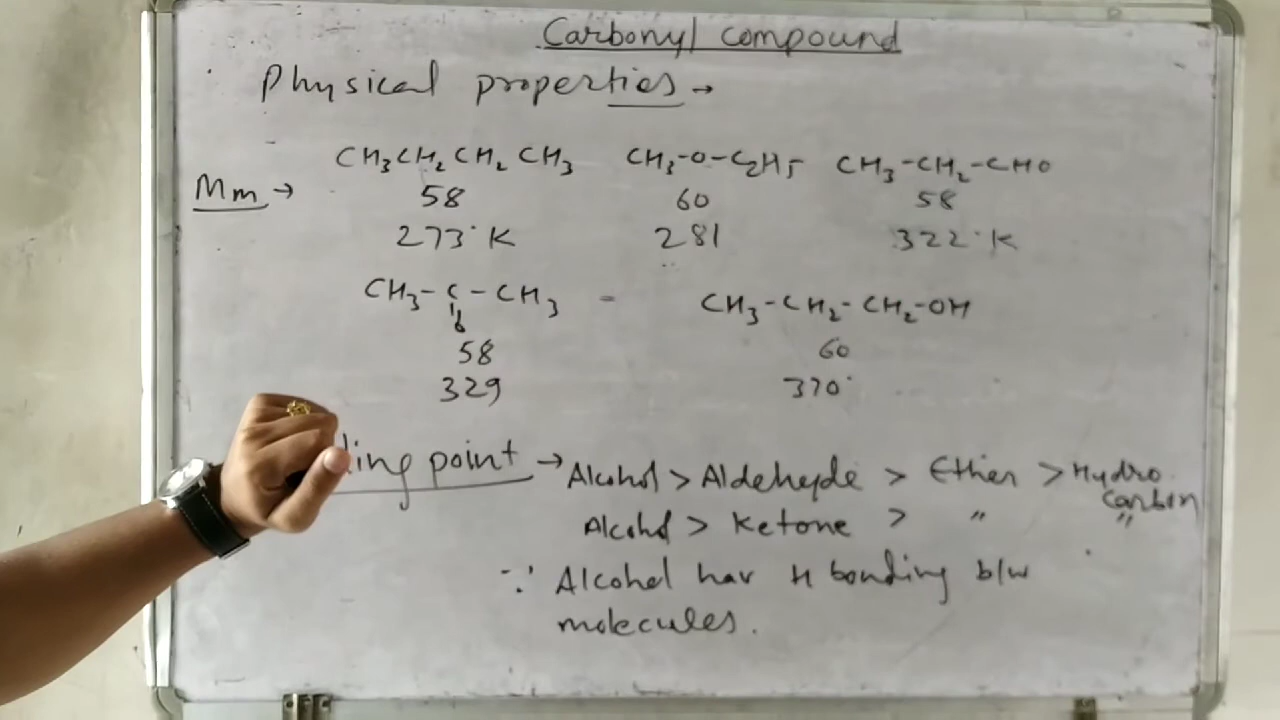 Carbonyl compound
Physical properties →
CH₃CH₂CH₂CH₃ CH₃-O-C₂H₅ CH₃-CH₂-CHO
Mm → 58 60 58
273°K 281 322°K
CH₃-C-CH₃ - CH₃-CH₂-CH₂-OH
O
58 60
329 370°
ling point → Alcohol > Aldehyde > Ether > Hydro
Carbon
Alcohol > Ketone > " "
∵ Alcohol hav H bonding b/w
molecules.